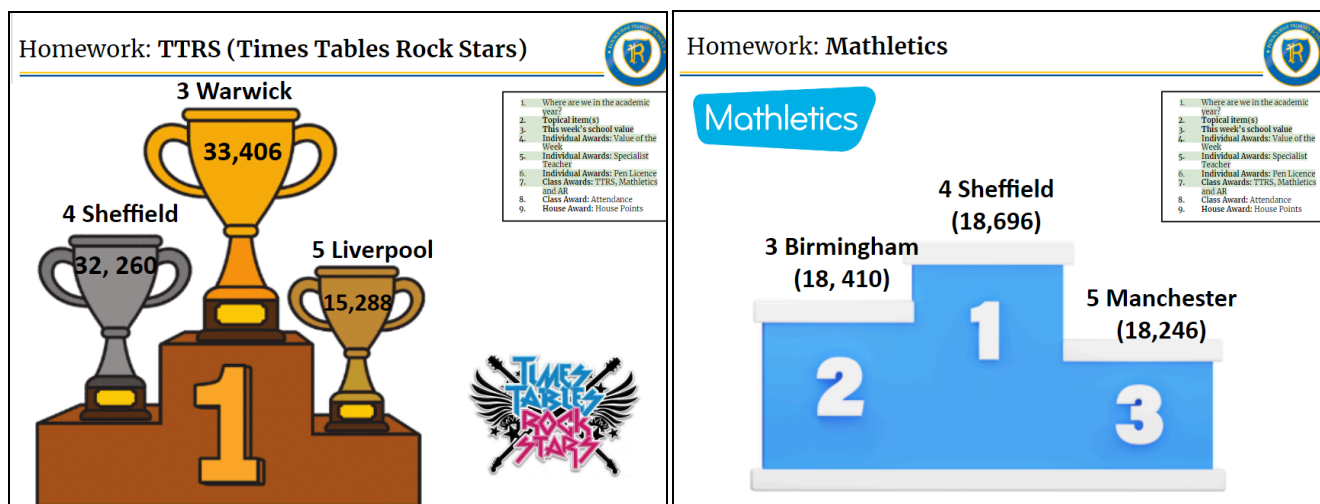 Homework: TTRS (Times Tables Rock Stars)
3 Warwick
33,406
4 Sheffield
32, 260
5 Liverpool
15,288
1
TIMES
TABLES
ROCK
STARS
1. Where are we in the academic
year?
2. Topical item(s)
3. This week's school value
4. Individual Awards: Value of the
Week
5. Individual Awards: Specialist
Teacher
6. Individual Awards: Pen Licence
7. Class Awards: TTRS, Mathletics
and AR
8. Class Award: Attendance
9. House Award: House Points
Homework: Mathletics
Mathletics
4 Sheffield
(18,696)
3 Birmingham
(18, 410)
5 Manchester
(18,246)
1
2
3
1. Where are we in the academic
year?
2. Topical item(s)
3. This week's school value
4. Individual Awards: Value of the
Week
5. Individual Awards: Specialist
Teacher
6. Individual Awards: Pen Licence
7. Class Awards: TTRS, Mathletics
and AR
8. Class Award: Attendance
9. House Award: House Points